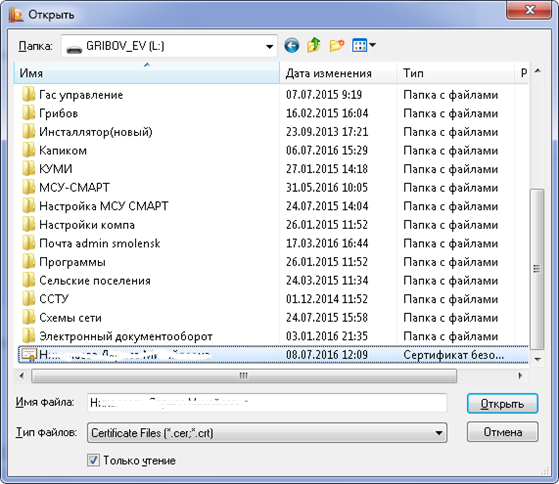 Открыть
Папка: GRIBOV_EV (L:)
Имя Дата изменения Тип Р
Гас управление 07.07.2015 9:19 Папка с файлами
Грибов 16.02.2015 16:04 Папка с файлами
Инсталлятор(новый) 23.09.2013 17:21 Папка с файлами
Капиком 06.07.2016 15:29 Папка с файлами
КУМИ 27.01.2015 14:18 Папка с файлами
МСУ-СМАРТ 31.05.2016 10:05 Папка с файлами
Настройка МСУ СМАРТ 24.07.2015 14:04 Папка с файлами
Настройки компа 26.01.2015 11:52 Папка с файлами
Почта admin smolensk 17.03.2016 16:44 Папка с файлами
Программы 26.01.2015 11:52 Папка с файлами
Сельские поселения 24.03.2015 11:34 Папка с файлами
ССТУ 01.12.2014 11:52 Папка с файлами
Схемы сети 24.07.2015 15:58 Папка с файлами
Электронный документооборот 03.01.2016 21:35 Папка с файлами
08.07.2016 12:09 Сертификат безо...
Имя файла: Открыть
Тип файлов: Certificate Files (*.cer;*.crt) Отмена
Только чтение